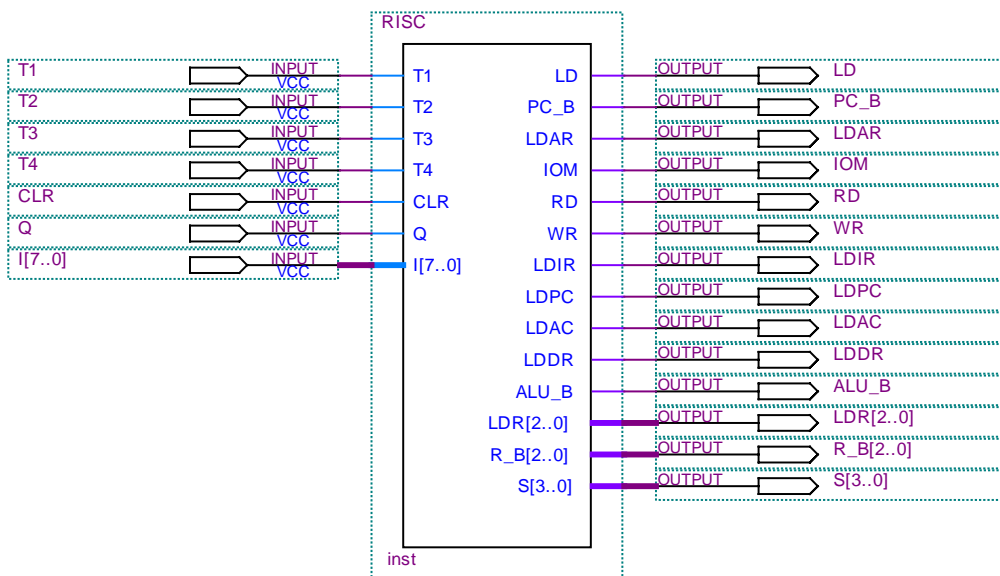 RISC
T1 INPUT VCC T1 LD OUTPUT LD
T2 INPUT VCC T2 PC_B OUTPUT PC_B
T3 INPUT VCC T3 LDAR OUTPUT LDAR
T4 INPUT VCC T4 IOM OUTPUT IOM
CLR INPUT VCC CLR RD OUTPUT RD
Q INPUT VCC Q WR OUTPUT WR
I[7..0] INPUT VCC I[7..0] LDIR OUTPUT LDIR
LDPC OUTPUT LDPC
LDAC OUTPUT LDAC
LDDR OUTPUT LDDR
ALU_B OUTPUT ALU_B
LDR[2..0] OUTPUT LDR[2..0]
R_B[2..0] OUTPUT R_B[2..0]
S[3..0] OUTPUT S[3..0]
inst